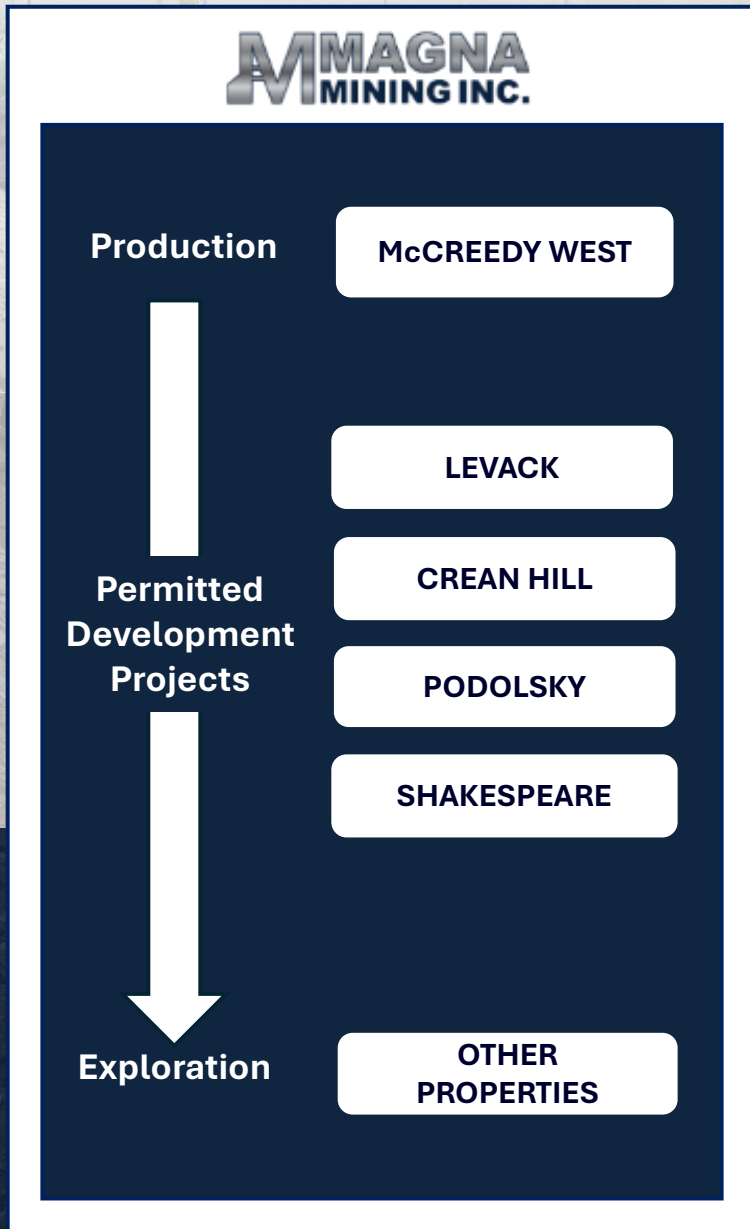 MAGNA
MINING INC.
Production
McCREEDY WEST
LEVACK
CREAN HILL
Permitted
Development
Projects
PODOLSKY
SHAKESPEARE
Exploration
OTHER
PROPERTIES